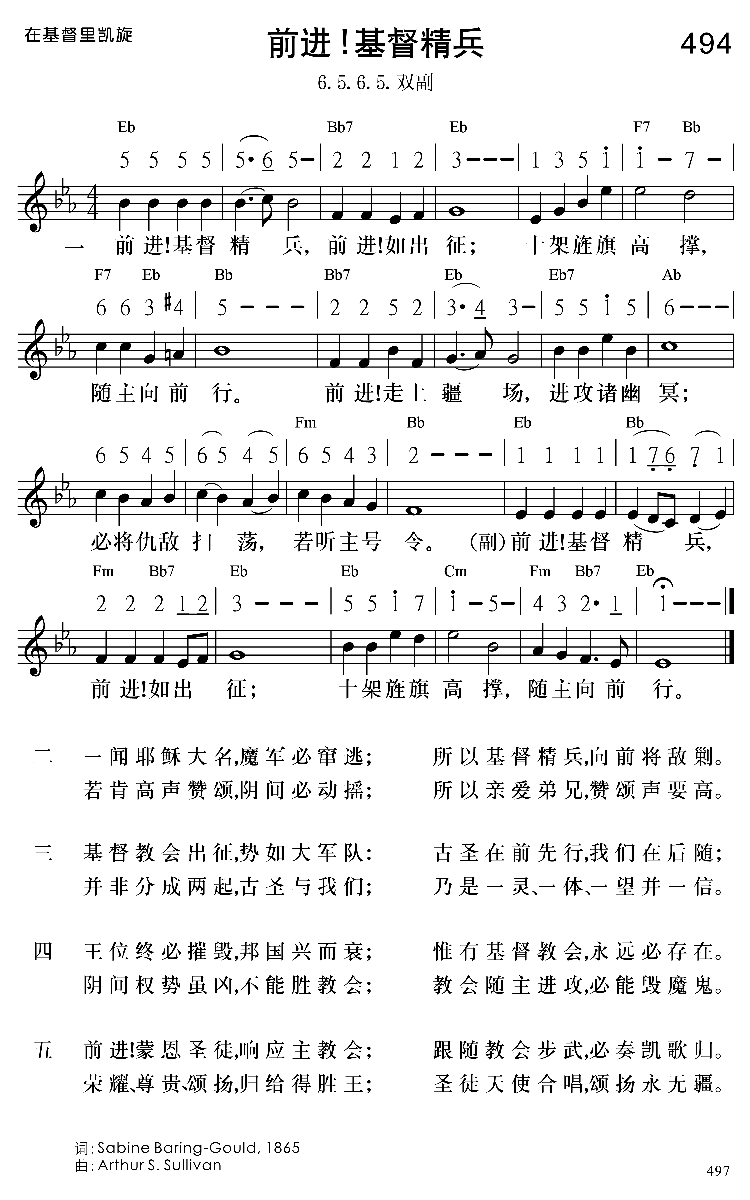 在基督里凯旋
前进!基督精兵
494
6.5.6.5.双副
Eb Bb7 Eb F7 Bb
5 5 5 5 | 5·6 5- | 2 2 1 2 | 3--- | 1 3 5 i | i - 7 - |
4/4
一 前进!基督精 兵, 前进!如出征; 十架旌旗高撑,
F7 Eb Bb Bb7 Eb Eb7 Ab
6 6 3 #4 | 5 - - - | 2 2 5 2 | 3·4 3- | 5 5 i 5 | 6--- |
随主向前行。 前进!走上疆 场, 进攻诸幽冥;
Fm Bb Eb Bb
6 5 4 5 | 6 5 4 5 | 6 5 4 3 | 2--- | 1 1 1 1 | 1 7 6 7 1 |
必将仇敌扫 荡, 若听主号令。 (副)前进!基督精 兵,
Fm Bb7 Eb Eb Cm Fm Bb7 Eb
2 2 2 1 2 | 3 - - - | 5 5 i 7 | i - 5- | 4 3 2· 1 | 1---
前进!如出 征; 十架旌旗高撑, 随主向前行。
二 一闻耶稣大名,魔军必窜逃; 所以基督精兵,向前将敌剿。
若肯高声赞颂,阴间必动摇; 所以亲爱弟兄,赞颂声要高。
三 基督教会出征,势如大军队: 古圣在前先行,我们在后随;
并非分成两起,古圣与我们; 乃是一灵、一体、一望并一信。
四 王位终必摧毁,邦国兴而衰; 惟有基督教会,永远必存在。
阴间权势虽凶,不能胜教会; 教会随主进攻,必能毁魔鬼。
五 前进!蒙恩圣徒,响应主教会; 跟随教会步武,必奏凯歌归。
荣耀、尊贵、颂扬,归给得胜王; 圣徒天使合唱,颂扬永无疆。
词:Sabine Baring-Gould, 1865
曲:Arthur S. Sullivan
497